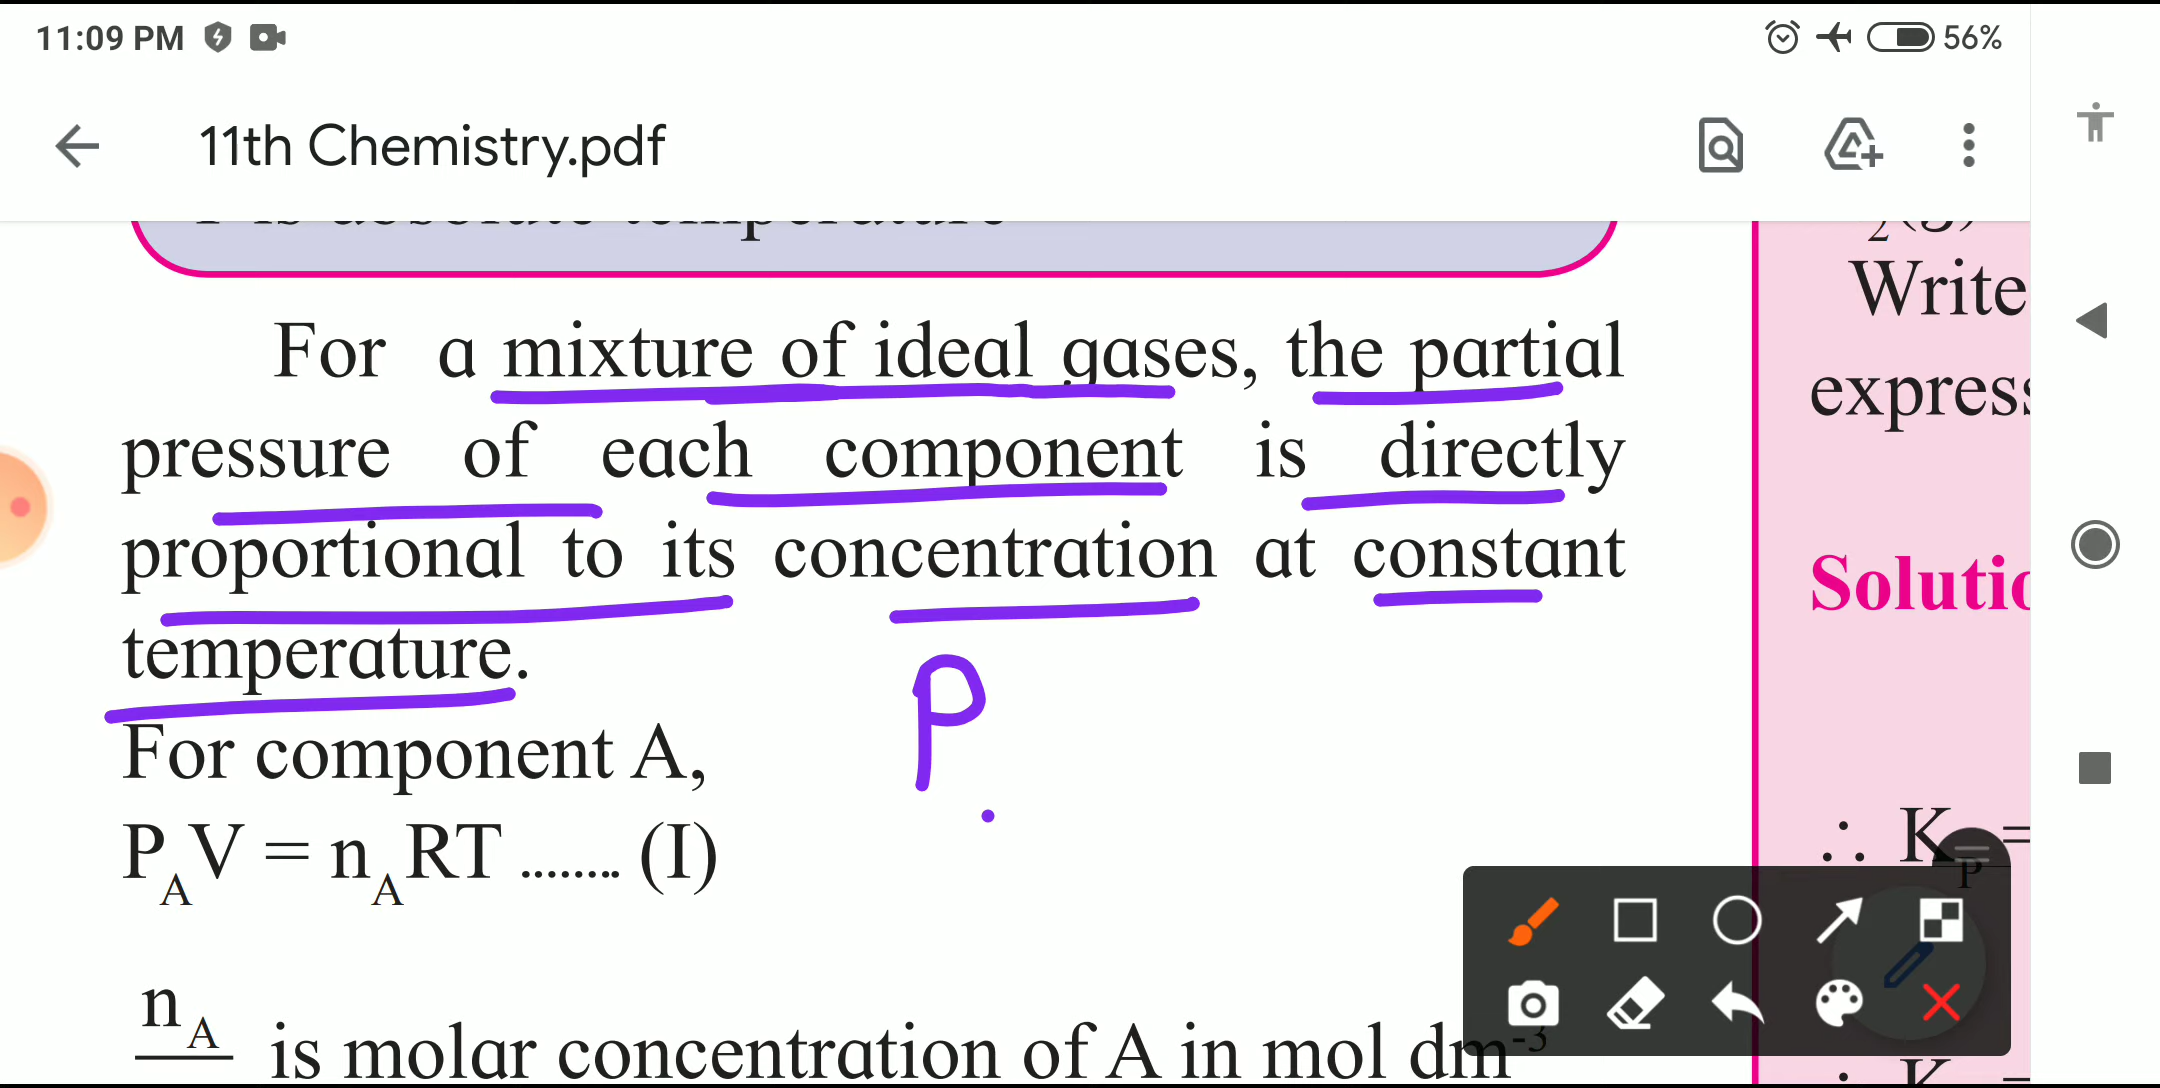 11:09 PM
56%
11th Chemistry.pdf
For a mixture of ideal gases, the partial
pressure of each component is directly
proportional to its concentration at constant
temperature.
P
For component A,
P_A V = n_A RT ........ (I)
n_A
is molar concentration of A in mol dm^-3
2
Write
express
Solutio
∴ K_P =
∴ K =